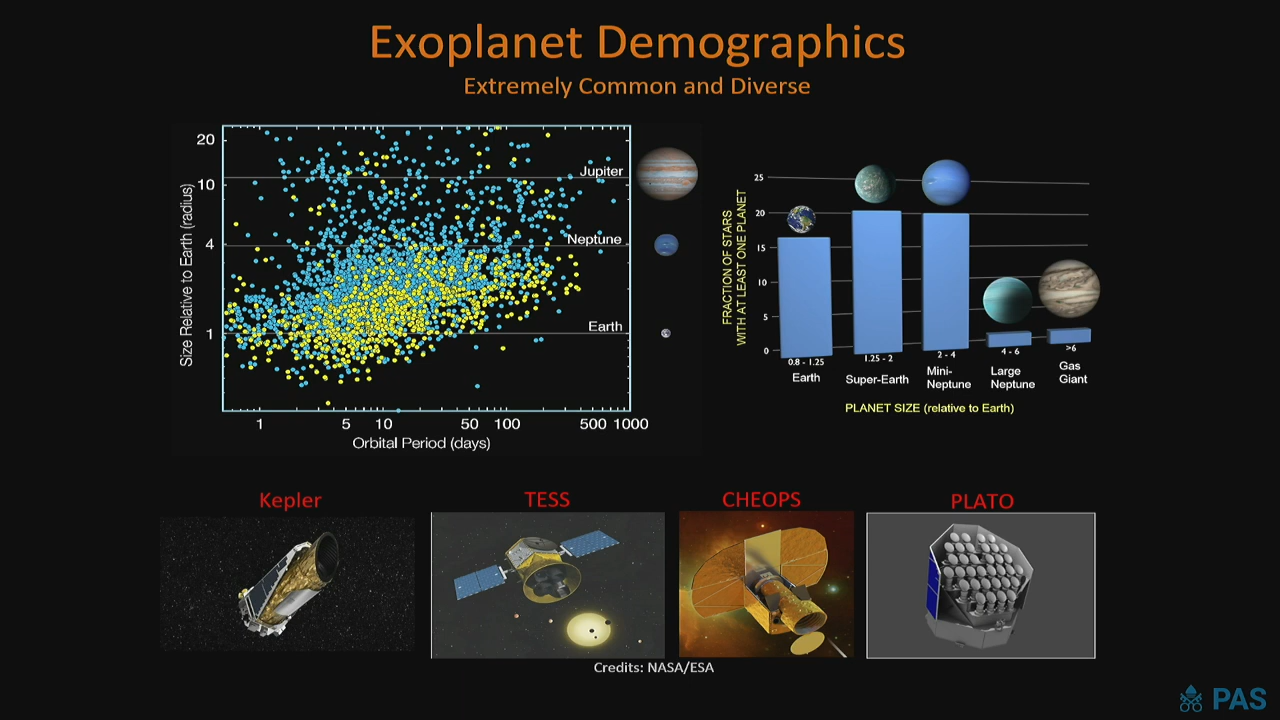 Exoplanet Demographics
Extremely Common and Diverse
Size Relative to Earth (radius)
20
10
4
1
Jupiter
Neptune
Earth
1 5 10 50 100 500 1000
Orbital Period (days)
FRACTION OF STARS
WITH AT LEAST ONE PLANET
25
20
15
10
5
0
0.8 - 1.25
Earth
1.25 - 2
Super-Earth
2 - 4
Mini-
Neptune
4 - 6
Large
Neptune
>6
Gas
Giant
PLANET SIZE (relative to Earth)
Kepler
TESS
CHEOPS
PLATO
Credits: NASA/ESA
PAS